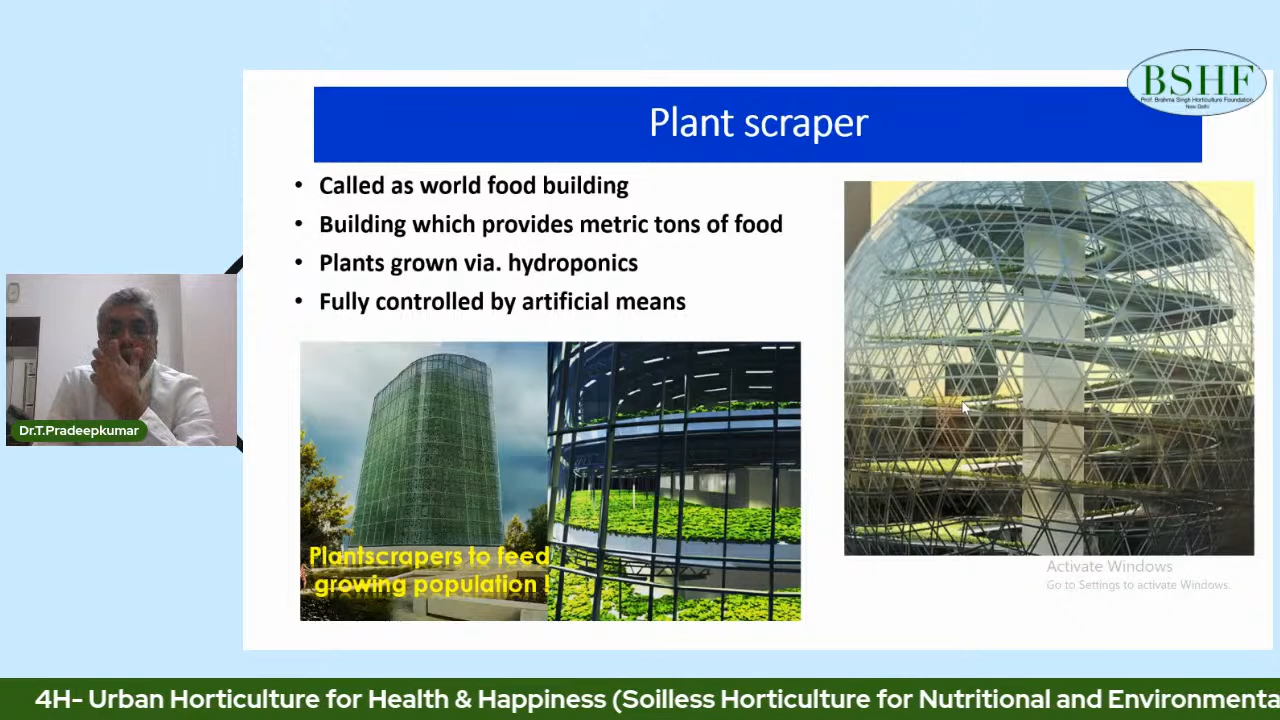 BSHF
Prof. Brahma Singh Horticulture Foundation
New Delhi
Plant scraper
• Called as world food building
• Building which provides metric tons of food
• Plants grown via. hydroponics
• Fully controlled by artificial means
Dr.T.Pradeepkumar
Plantscrapers to feed
growing population !
Activate Windows
Go to Settings to activate Windows.
4H- Urban Horticulture for Health & Happiness (Soilless Horticulture for Nutritional and Environmenta